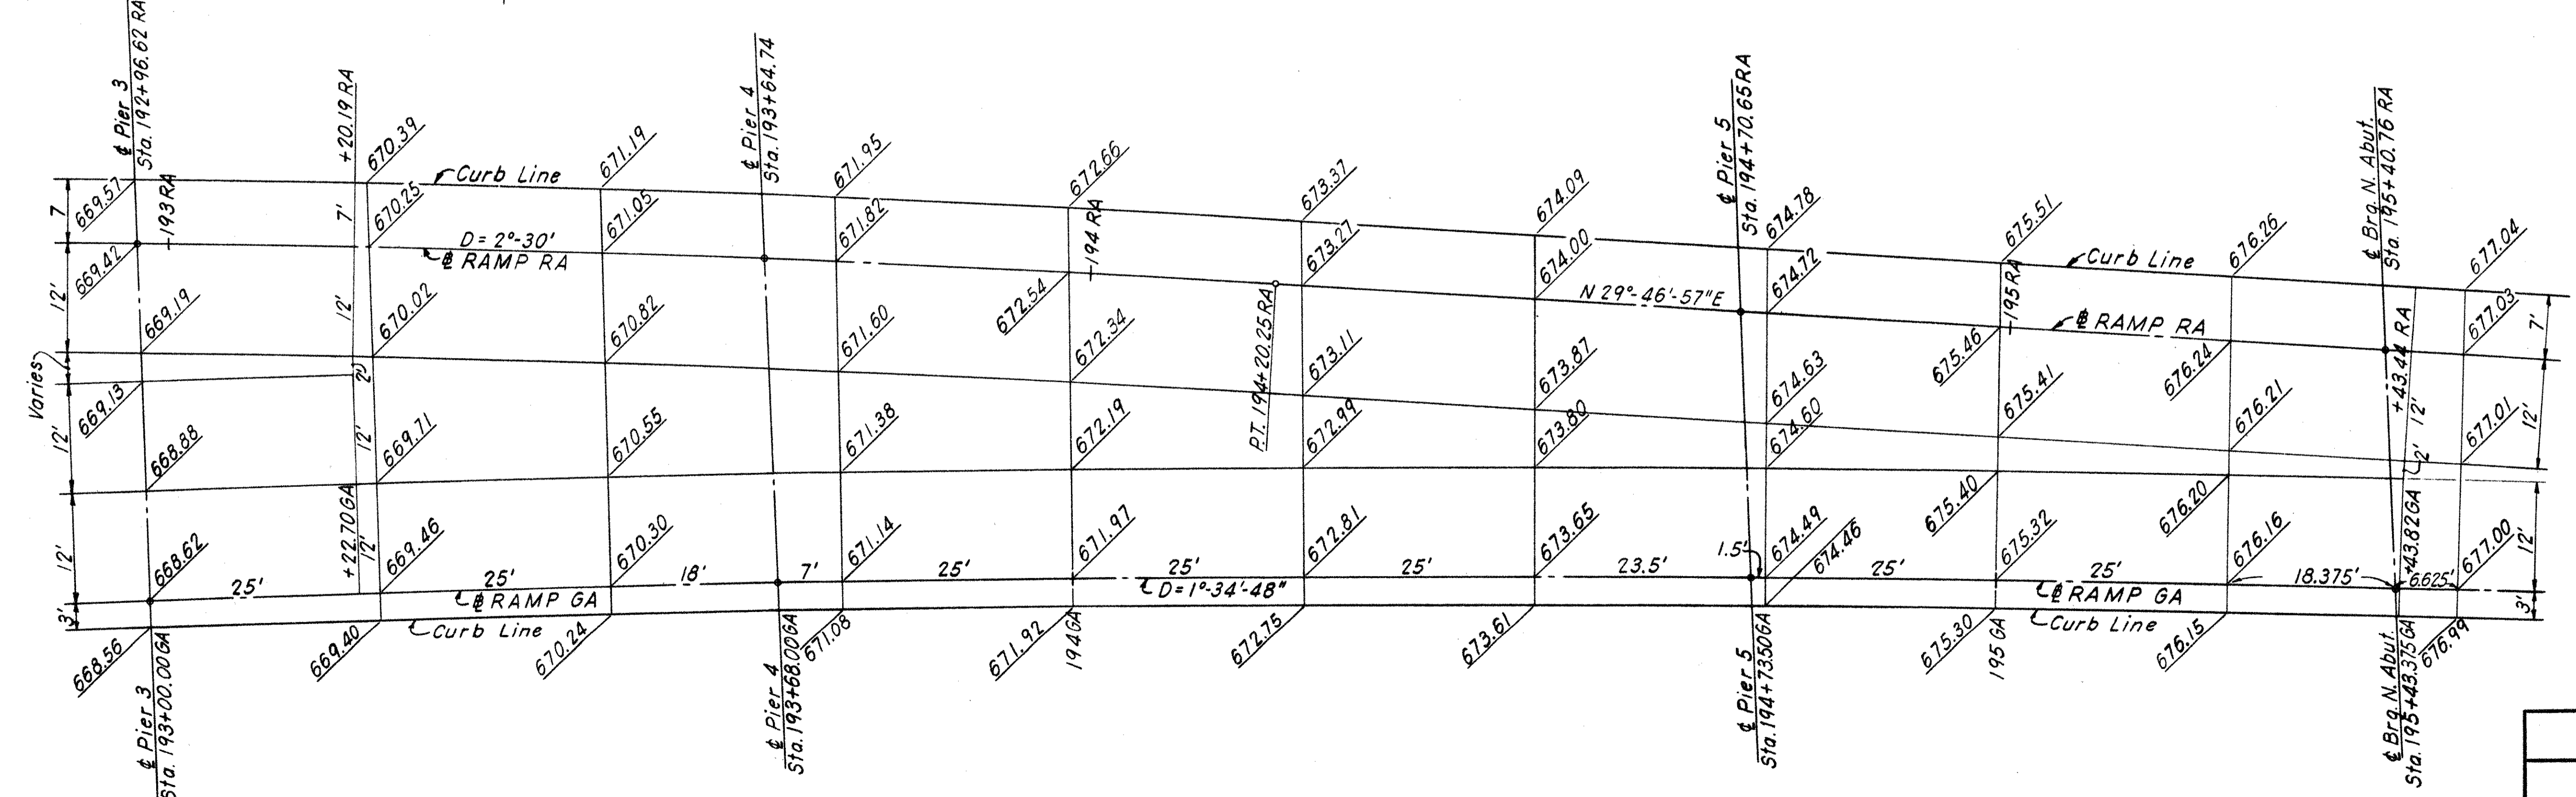 ℄ Pier 3
Sta. 192+96.62 RA
+20.19 RA
℄ Pier 4
Sta. 193+64.74
℄ Pier 5
Sta. 194+70.65 RA
℄ Brg. N. Abut.
Sta. 195+40.76 RA
669.57
670.39
671.19
671.95
672.66
673.37
674.09
674.78
675.51
676.26
677.04
Curb Line
Curb Line
7
7'
7'
193 RA
194 RA
195 RA
669.42
670.25
671.05
671.82
672.54
673.27
674.00
674.72
675.46
676.24
677.03
D = 2°-30'
℄ RAMP RA
N 29°-46'-57" E
℄ RAMP RA
P.T. 194+20.25 RA
+43.44 RA
12'
12'
12'
12'
669.19
670.02
670.82
671.60
672.34
673.11
673.87
674.63
675.41
676.21
677.01
Varies
2'
2'
669.13
12'
12'
668.88
669.71
670.55
671.38
672.19
672.99
673.80
674.60
675.40
676.20
12'
12'
12'
+22.70 GA
+43.82 GA
668.62
669.46
670.30
671.14
671.97
672.81
673.65
674.49
674.46
675.32
676.16
677.00
25'
25'
18'
7'
25'
25'
25'
23.5'
1.5'
25'
25'
18.375'
6.625'
℄ RAMP GA
D = 1°-34'-48"
℄ RAMP GA
3'
3'
Curb Line
Curb Line
668.56
669.40
670.24
671.08
671.92
672.75
673.61
675.30
676.15
676.99
194 GA
195 GA
℄ Pier 3
Sta. 193+00.00 GA
℄ Pier 4
Sta. 193+68.00 GA
℄ Pier 5
Sta. 194+73.50 GA
℄ Brg. N. Abut.
Sta. 195+43.375 GA